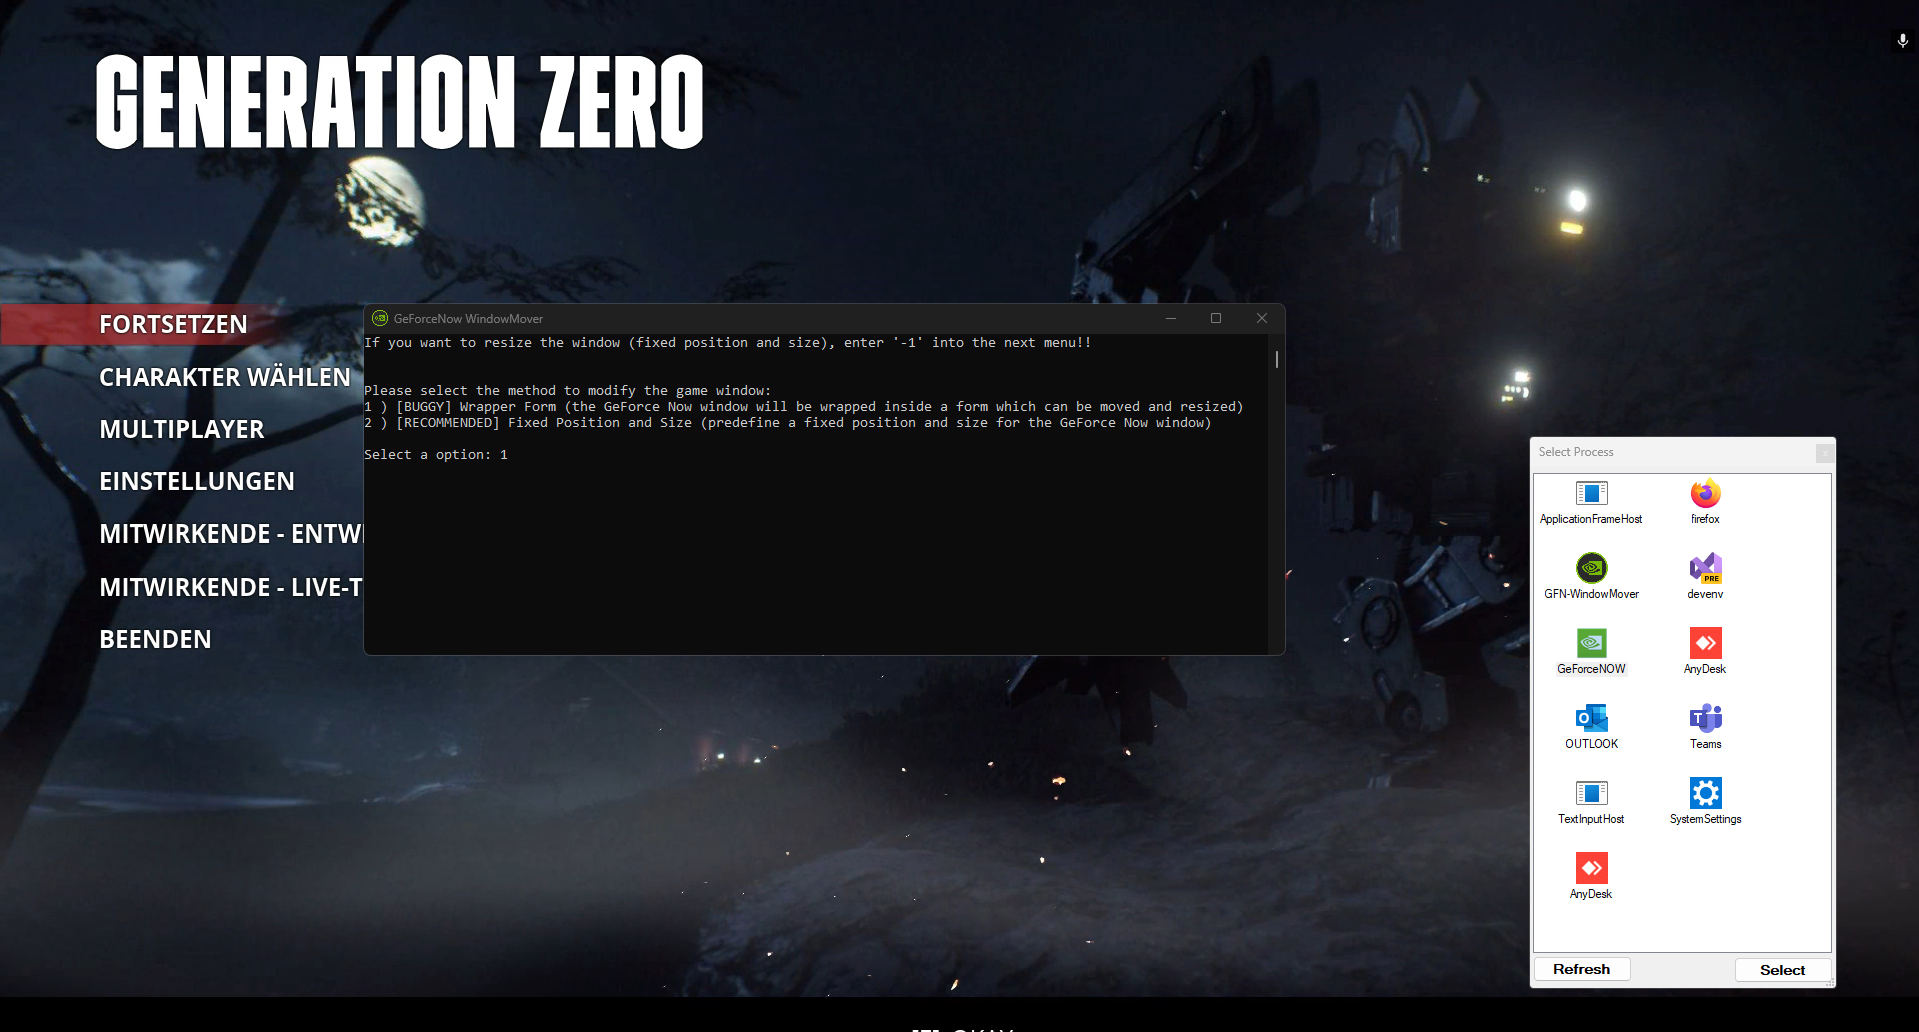 GENERATION ZERO
FORTSETZEN
CHARAKTER WÄHLEN
MULTIPLAYER
EINSTELLUNGEN
MITWIRKENDE - ENTW
MITWIRKENDE - LIVE-T
BEENDEN
GeForceNow WindowMover
If you want to resize the window (fixed position and size), enter '-1' into the next menu!!
Please select the method to modify the game window:
1 ) [BUGGY] Wrapper Form (the GeForce Now window will be wrapped inside a form which can be moved and resized)
2 ) [RECOMMENDED] Fixed Position and Size (predefine a fixed position and size for the GeForce Now window)
Select a option: 1
Select Process
ApplicationFrameHost
firefox
GFN-WindowMover
devenv
PRE
GeForceNOW
AnyDesk
OUTLOOK
Teams
TextInputHost
SystemSettings
AnyDesk
Refresh
Select